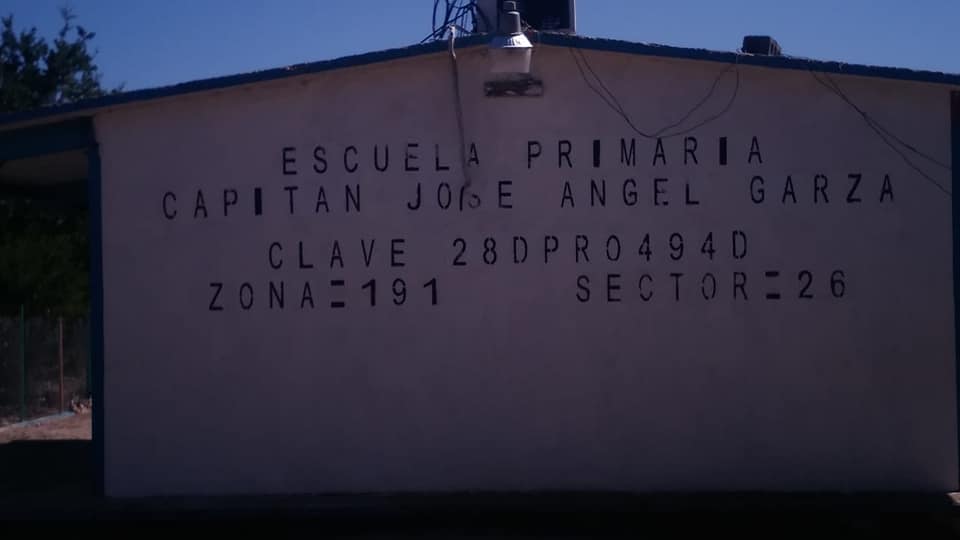 ESCUELA PRIMARIA
CAPITAN JOSE ANGEL GARZA
CLAVE 28DPR0494D
ZONA=191 SECTOR=26